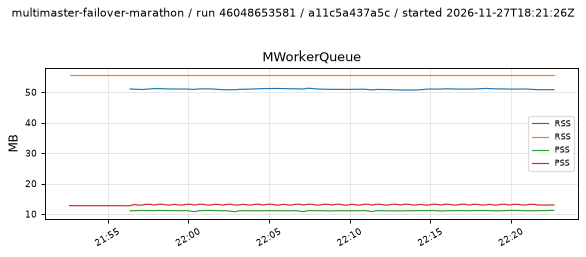 multimaster-failover-marathon / run 46048653581 / a11c5a437a5c / started 2026-11-27T18:21:26Z
MWorkerQueue
MB
50
40
30
20
10
RSS
RSS
PSS
PSS
21:55
22:00
22:05
22:10
22:15
22:20